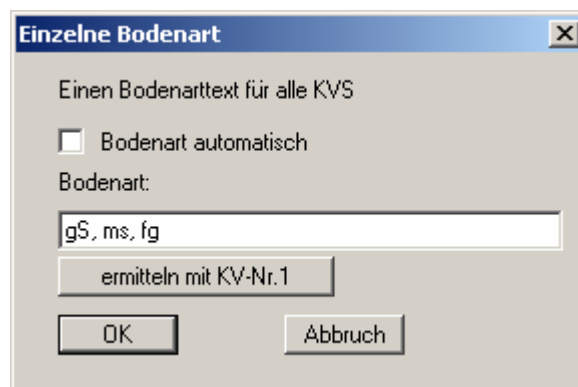 Einzelne Bodenart
Einen Bodenarttext für alle KVS
Bodenart automatisch
Bodenart:
gS, ms, fg
ermitteln mit KV-Nr.1
OK Abbruch